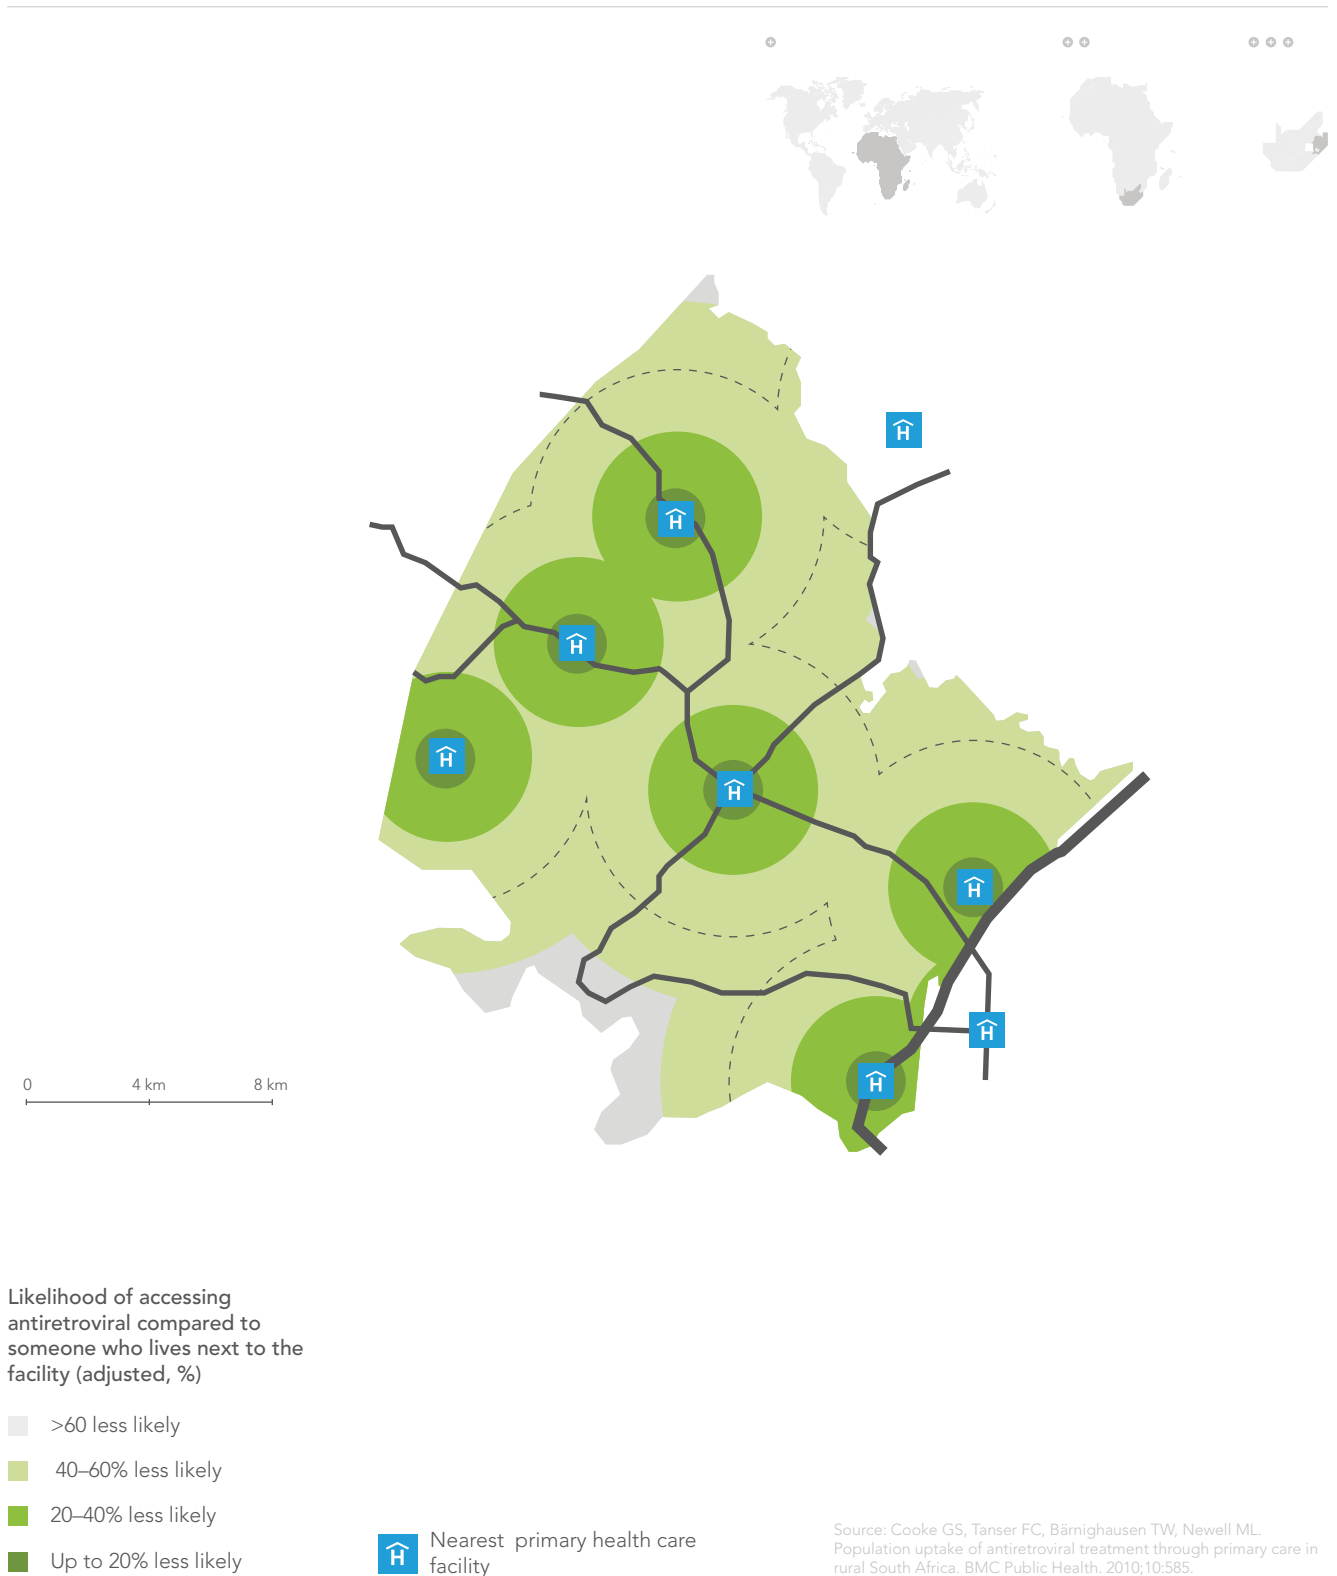 H
H
H
H
H
H
H
H
0 4 km 8 km
Likelihood of accessing
antiretroviral compared to
someone who lives next to the
facility (adjusted, %)
>60 less likely
40–60% less likely
20–40% less likely
Up to 20% less likely
H
Nearest primary health care
facility
Source: Cooke GS, Tanser FC, Bärnighausen TW, Newell ML.
Population uptake of antiretroviral treatment through primary care in
rural South Africa. BMC Public Health. 2010;10:585.